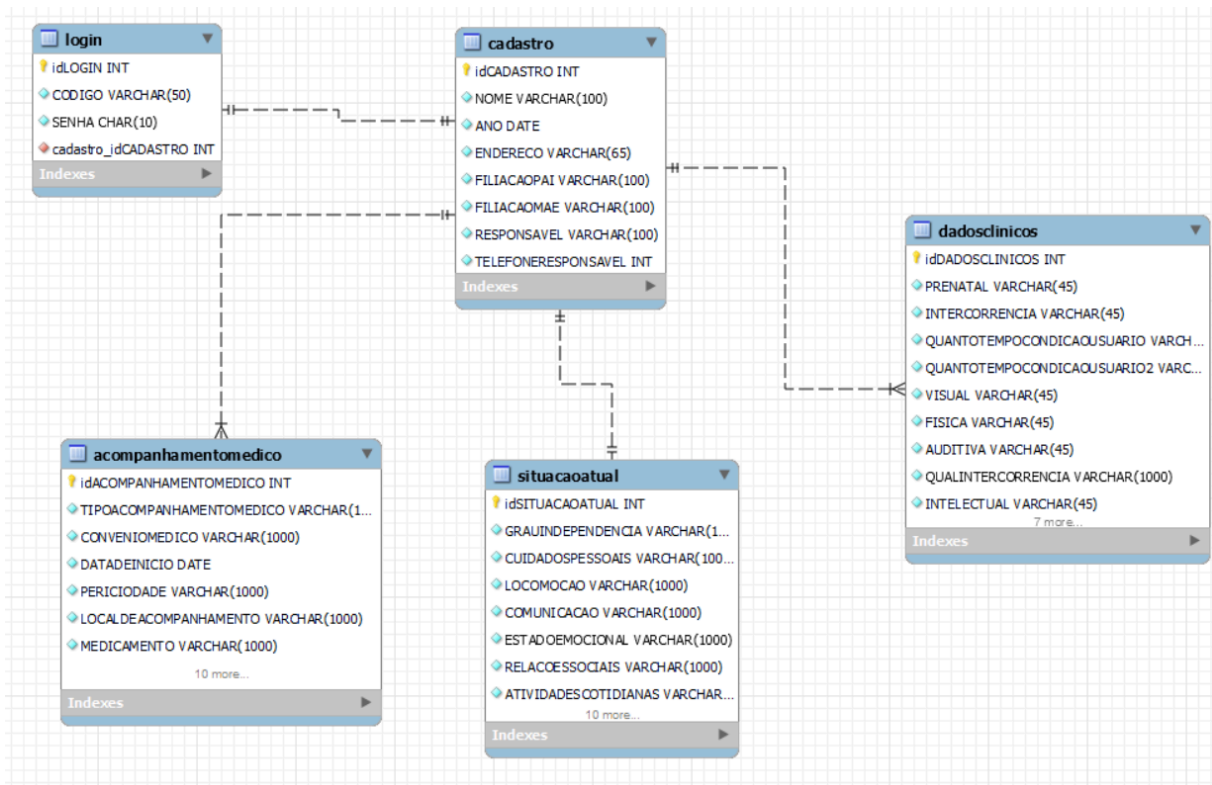 login
idLOGIN INT
CODIGO VARCHAR(50)
SENHA CHAR(10)
cadastro_idCADASTRO INT
Indexes
cadastro
idCADASTRO INT
NOME VARCHAR(100)
ANO DATE
ENDERECO VARCHAR(65)
FILIACAOPAI VARCHAR(100)
FILIACAOMAE VARCHAR(100)
RESPONSAVEL VARCHAR(100)
TELEFONERESPONSAVEL INT
Indexes
dadosclinicos
idDADOSCLINICOS INT
PRENATAL VARCHAR(45)
INTERCORRENCIA VARCHAR(45)
QUANTOTEMPOCONDICAOUSUARIO VARCH...
QUANTOTEMPOCONDICAOUSUARIO2 VARC...
VISUAL VARCHAR(45)
FISICA VARCHAR(45)
AUDITIVA VARCHAR(45)
QUALINTERCORRENCIA VARCHAR(1000)
INTELECTUAL VARCHAR(45)
7 more...
Indexes
acompanhamentomedico
idACOMPANHAMENTOMEDICO INT
TIPOACOMPANHAMENTOMEDICO VARCHAR(1...
CONVENIOMEDICO VARCHAR(1000)
DATADEINICIO DATE
PERICIODADE VARCHAR(1000)
LOCALDEACOMPANHAMENTO VARCHAR(1000)
MEDICAMENTO VARCHAR(1000)
10 more...
Indexes
situacaoatual
idSITUACAOATUAL INT
GRAUINDEPENDENCIA VARCHAR(1...
CUIDADOSPESSOAIS VARCHAR(100...
LOCOMOCAO VARCHAR(1000)
COMUNICACAO VARCHAR(1000)
ESTADOEMOCIONAL VARCHAR(1000)
RELACOESSOCIAIS VARCHAR(1000)
ATIVIDADESCOTIDIANAS VARCHAR...
10 more...
Indexes